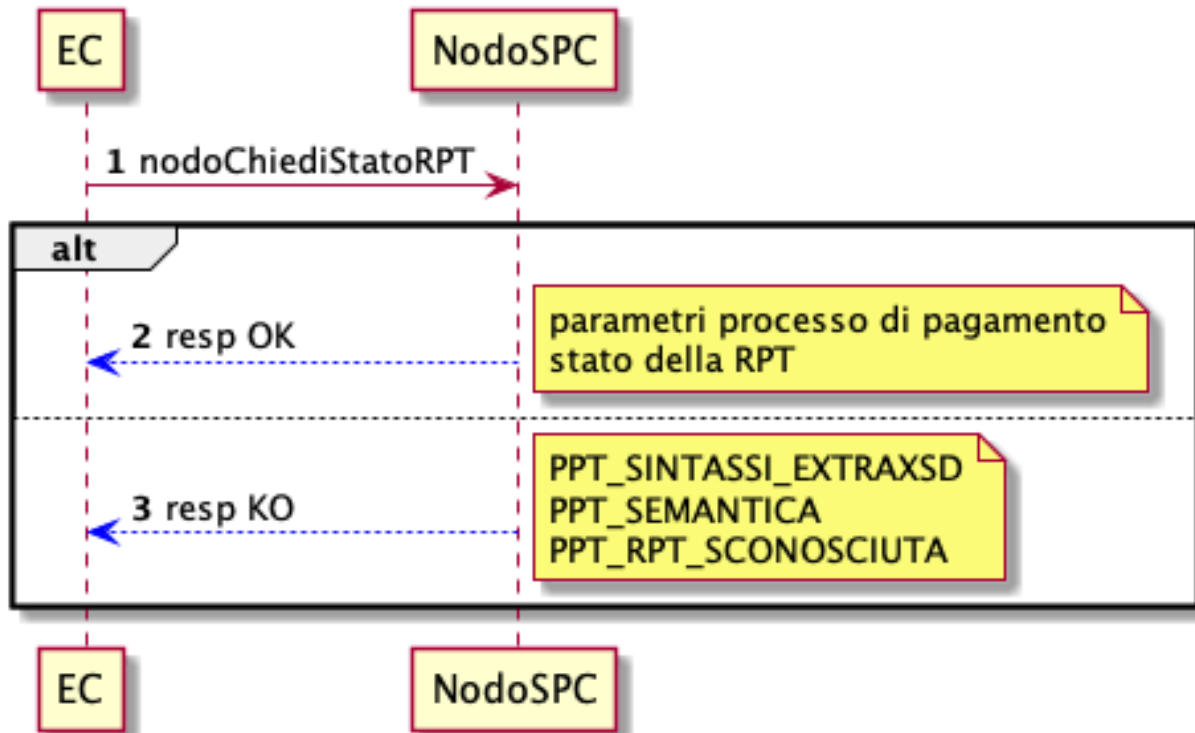 EC
NodoSPC
1 nodoChiediStatoRPT
alt
2 resp OK
parametri processo di pagamento
stato della RPT
3 resp KO
PPT_SINTASSI_EXTRAXSD
PPT_SEMANTICA
PPT_RPT_SCONOSCIUTA
EC
NodoSPC